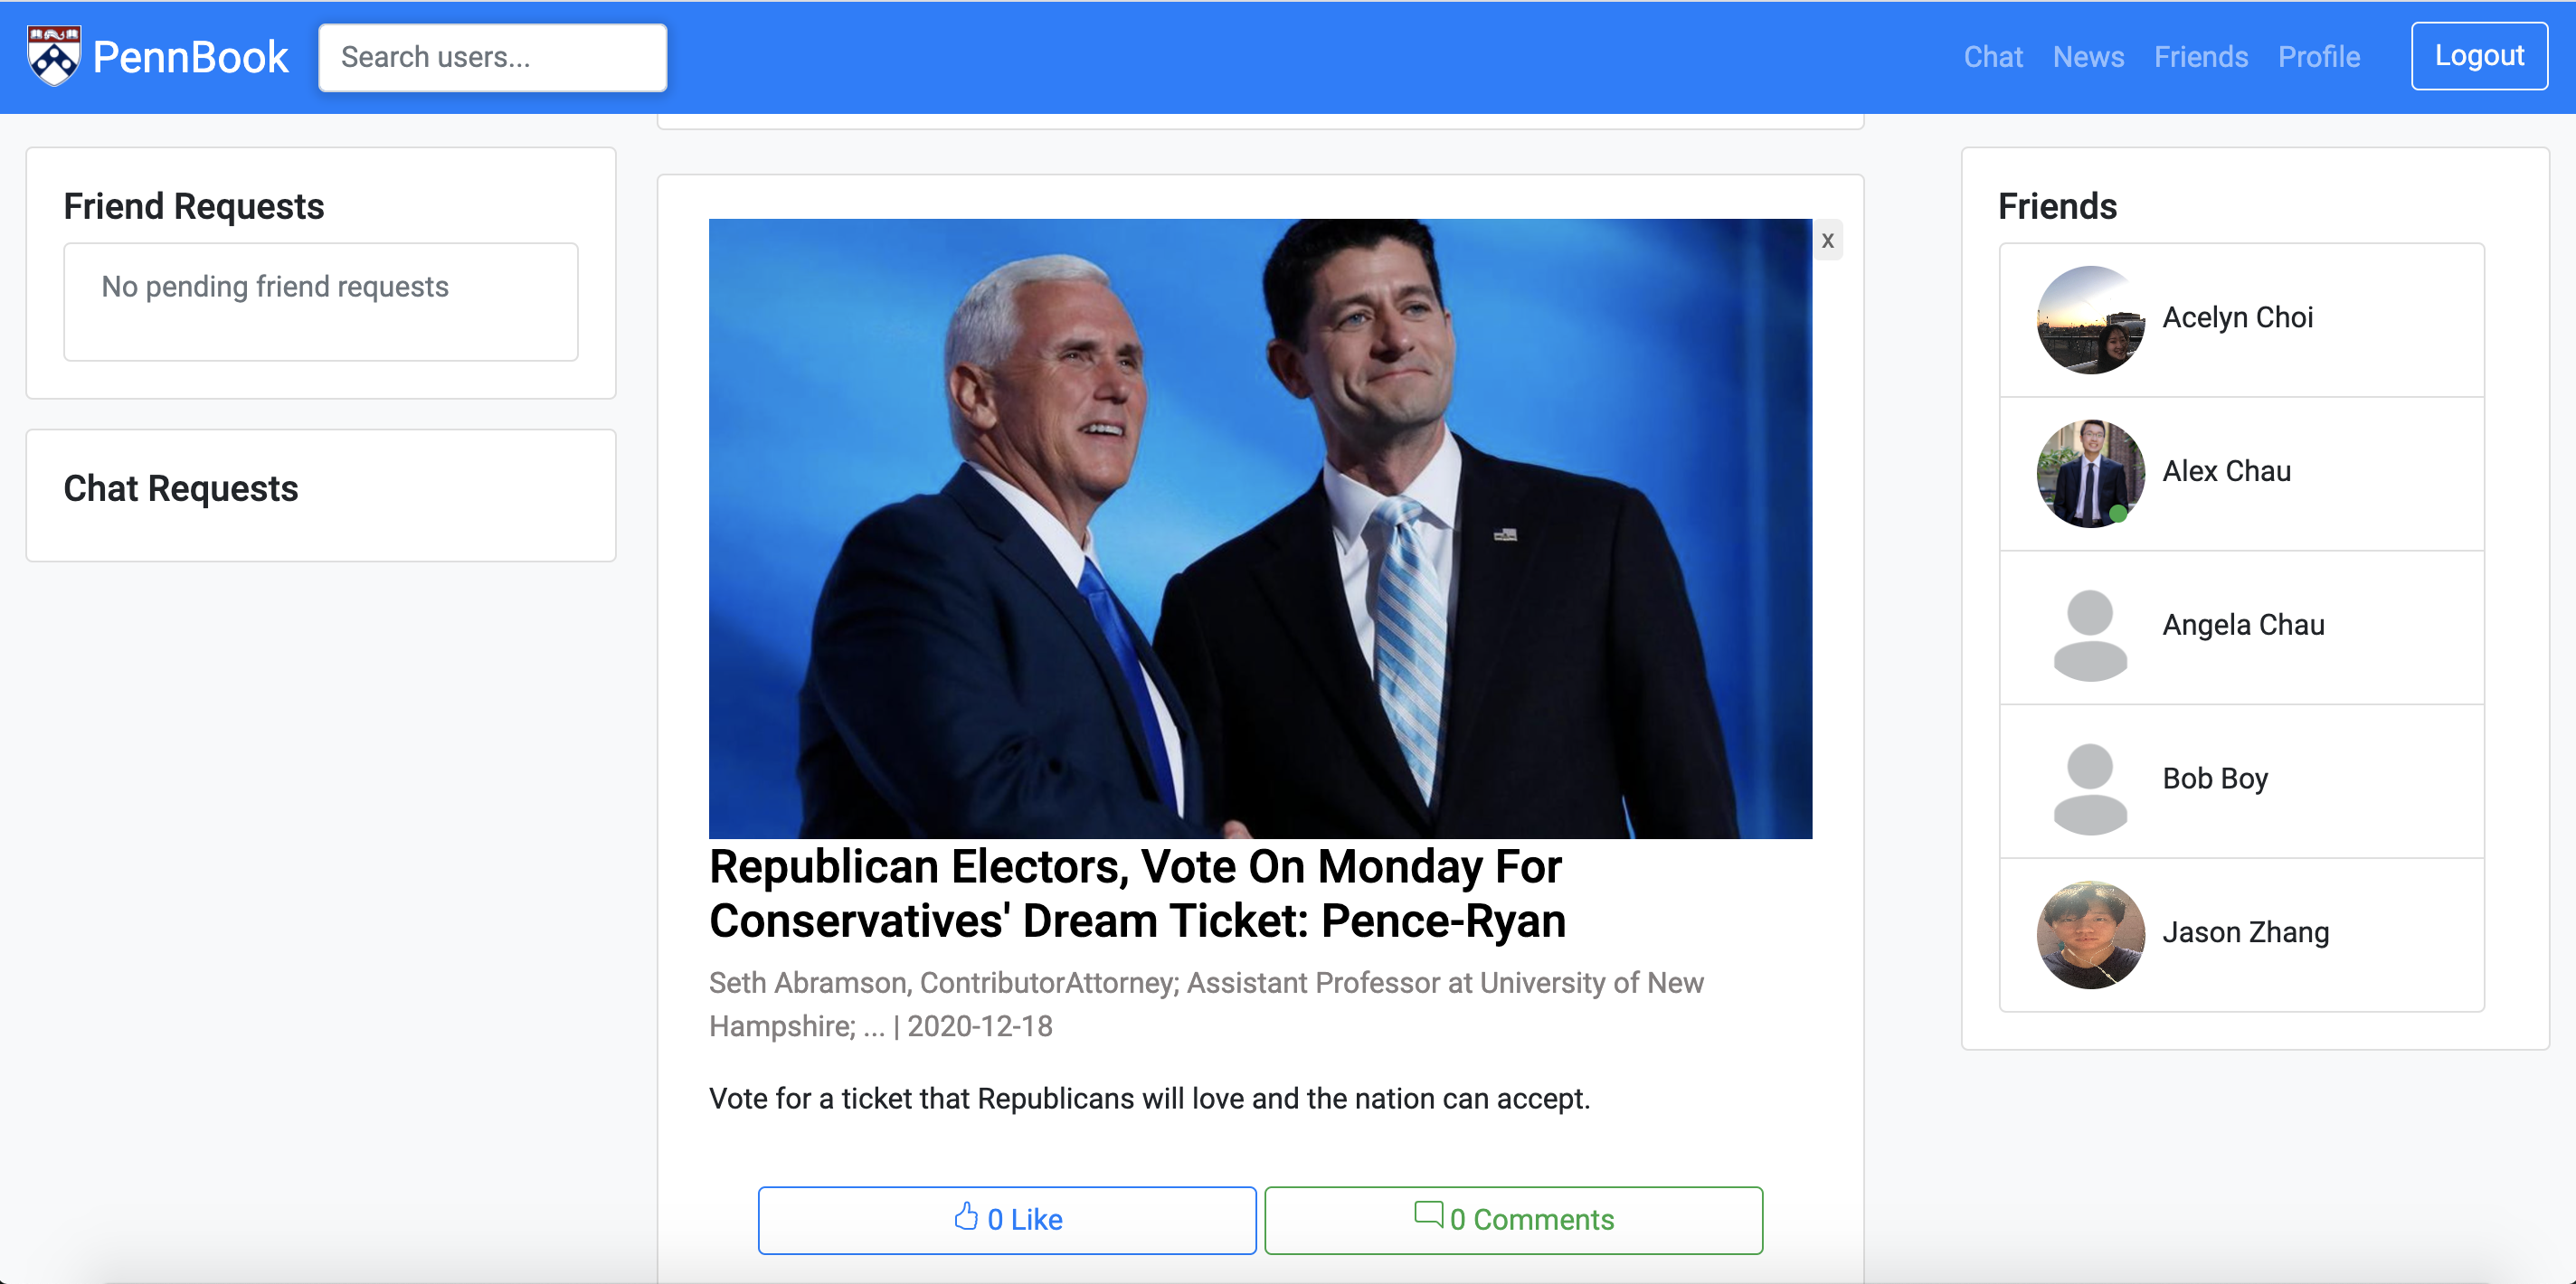 PennBook
Search users...
Chat
News
Friends
Profile
Logout
Friend Requests
No pending friend requests
Chat Requests
x
Republican Electors, Vote On Monday For
Conservatives' Dream Ticket: Pence-Ryan
Seth Abramson, ContributorAttorney; Assistant Professor at University of New
Hampshire; ... | 2020-12-18
Vote for a ticket that Republicans will love and the nation can accept.
0 Like
0 Comments
Friends
Acelyn Choi
Alex Chau
Angela Chau
Bob Boy
Jason Zhang